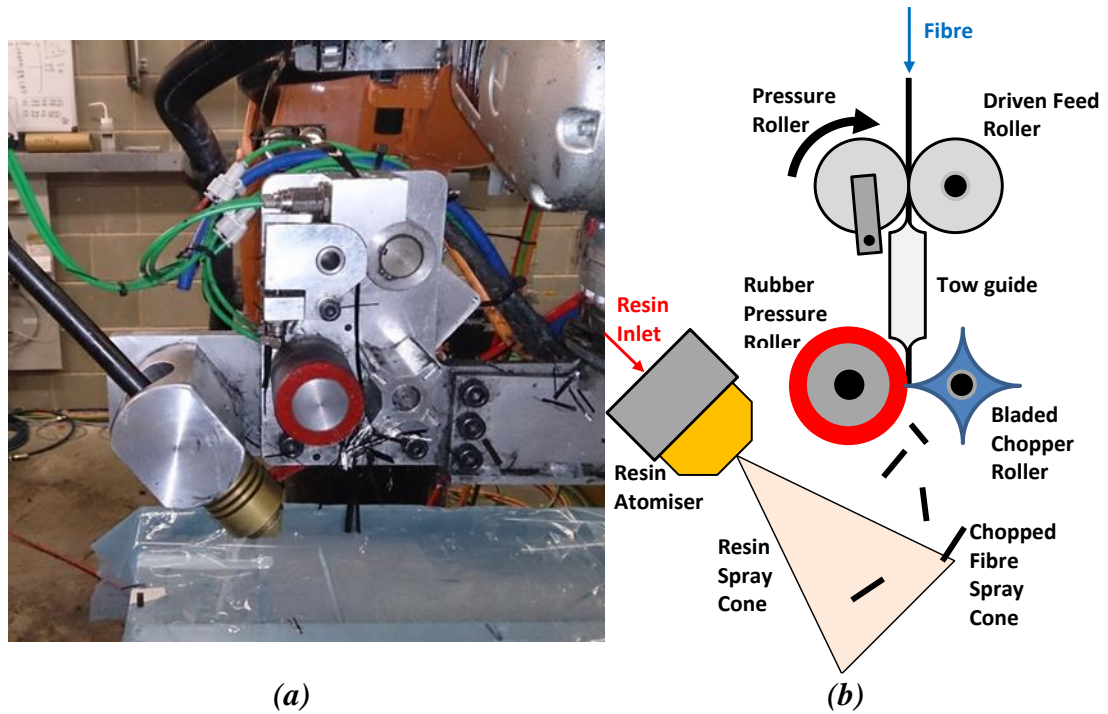 Fibre
Pressure
Roller
Driven Feed
Roller
Tow guide
Rubber
Pressure
Roller
Resin
Inlet
Bladed
Chopper
Roller
Resin
Atomiser
Resin
Spray
Cone
Chopped
Fibre
Spray
Cone
(a)
(b)